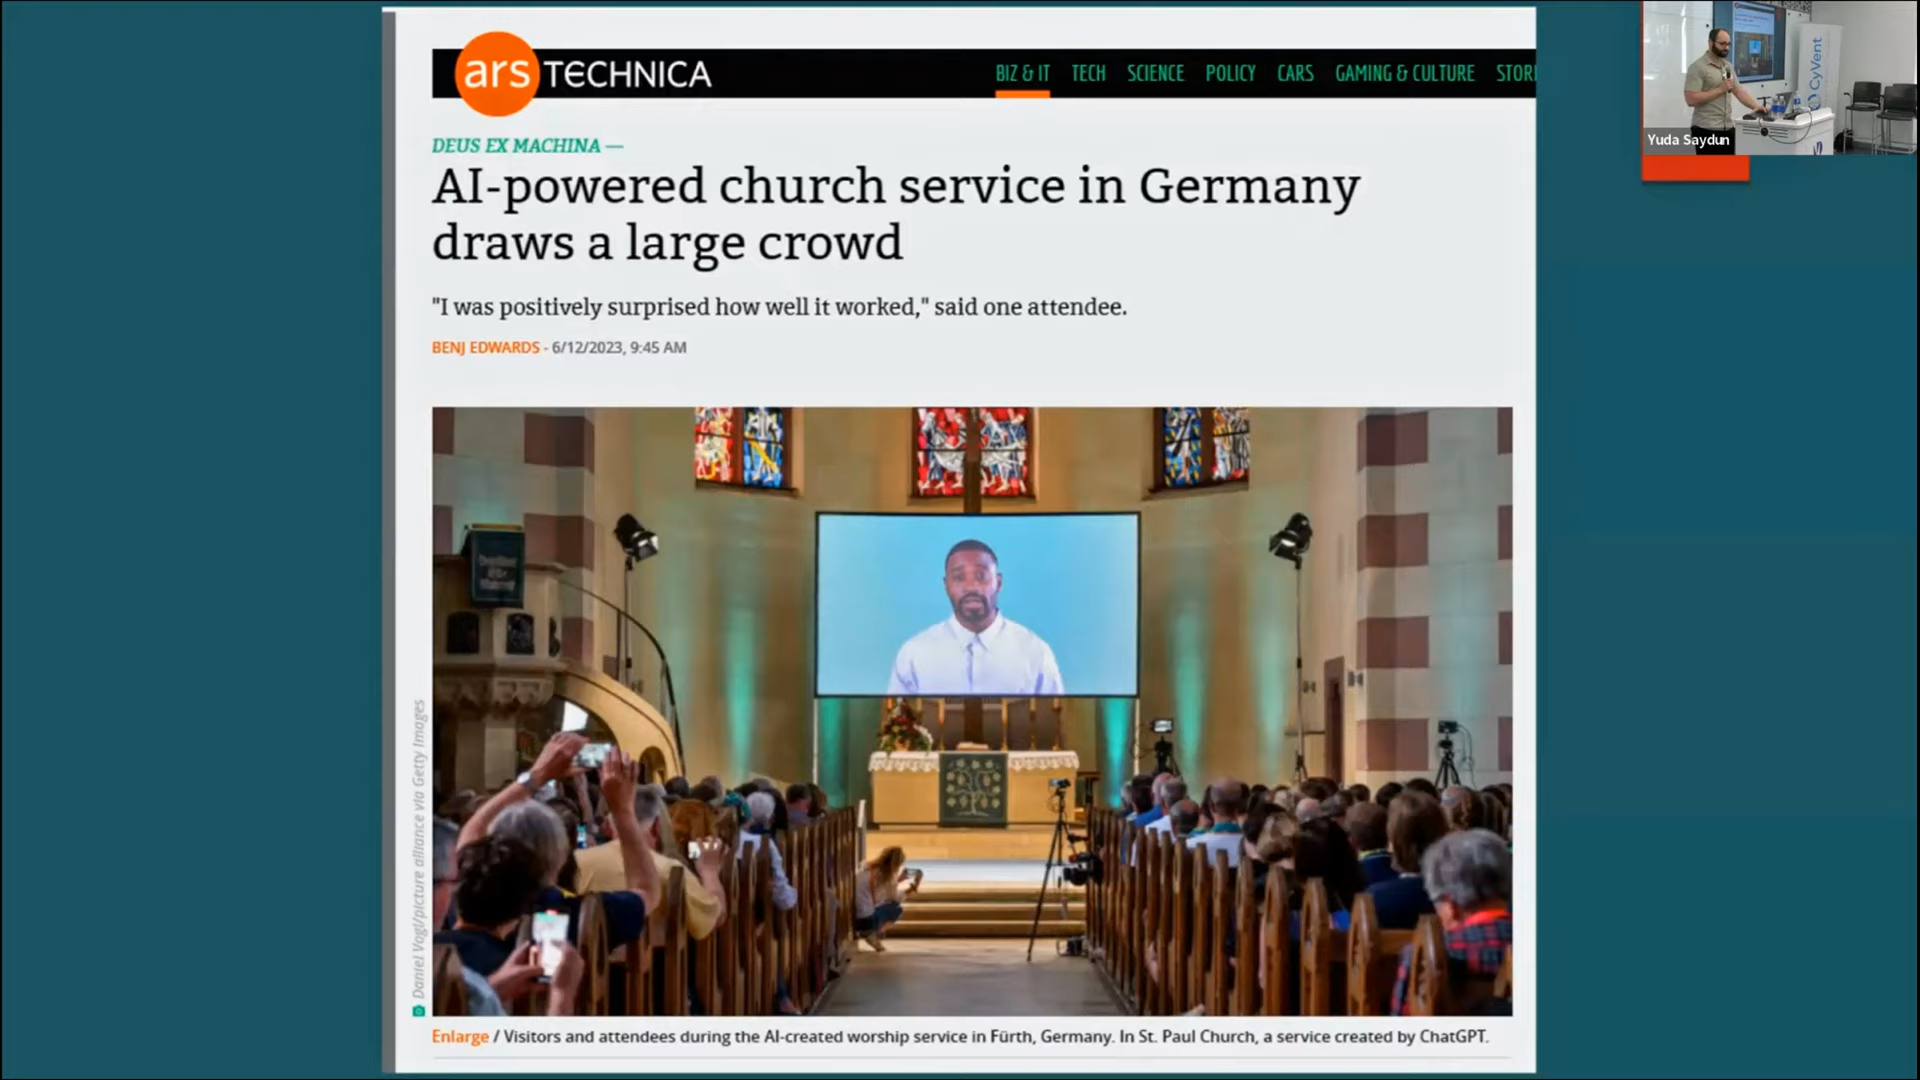 ars TECHNICA
BIZ & IT TECH SCIENCE POLICY CARS GAMING & CULTURE STORE
DEUS EX MACHINA —
AI-powered church service in Germany
draws a large crowd
"I was positively surprised how well it worked," said one attendee.
BENJ EDWARDS - 6/12/2023, 9:45 AM
Daniel Vogl/picture alliance via Getty Images
Enlarge / Visitors and attendees during the AI-created worship service in Fürth, Germany. In St. Paul Church, a service created by ChatGPT.
Yuda Saydun
CyVent